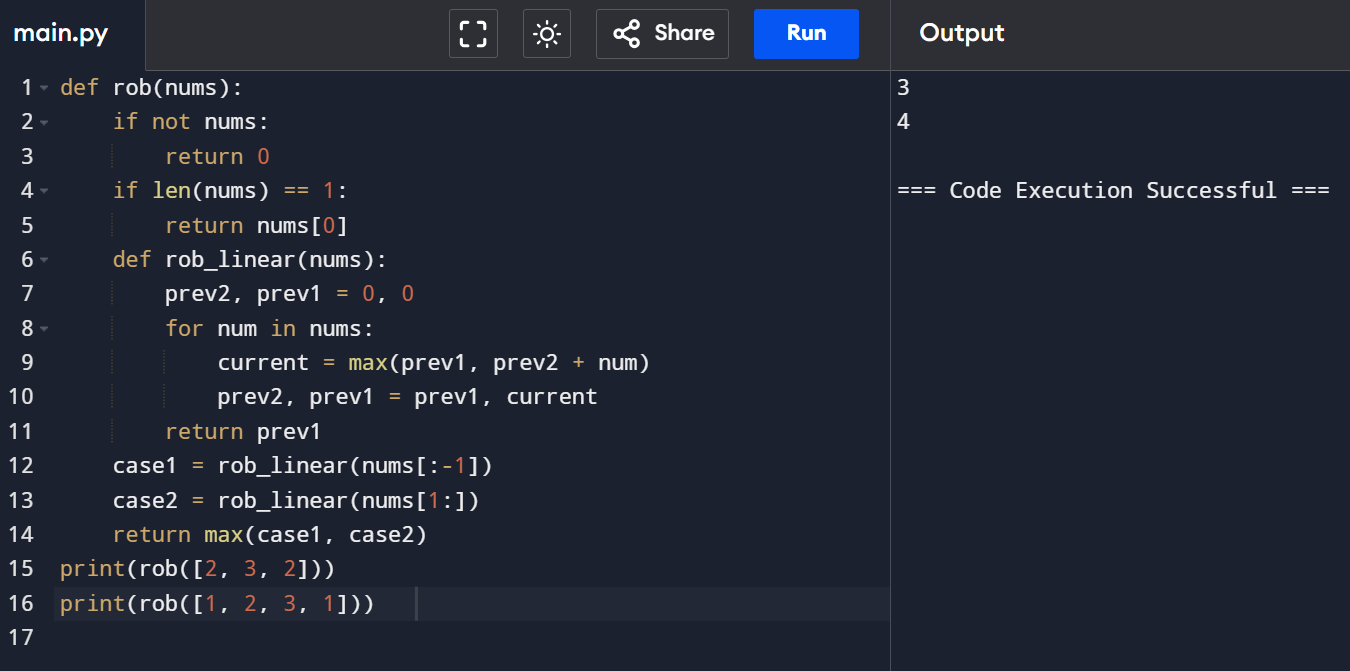 main.py
Share
Run
Output
1 def rob(nums):
2     if not nums:
3         return 0
4     if len(nums) == 1:
5         return nums[0]
6     def rob_linear(nums):
7         prev2, prev1 = 0, 0
8         for num in nums:
9             current = max(prev1, prev2 + num)
10             prev2, prev1 = prev1, current
11         return prev1
12     case1 = rob_linear(nums[:-1])
13     case2 = rob_linear(nums[1:])
14     return max(case1, case2)
15 print(rob([2, 3, 2]))
16 print(rob([1, 2, 3, 1]))
17
3
4
=== Code Execution Successful ===